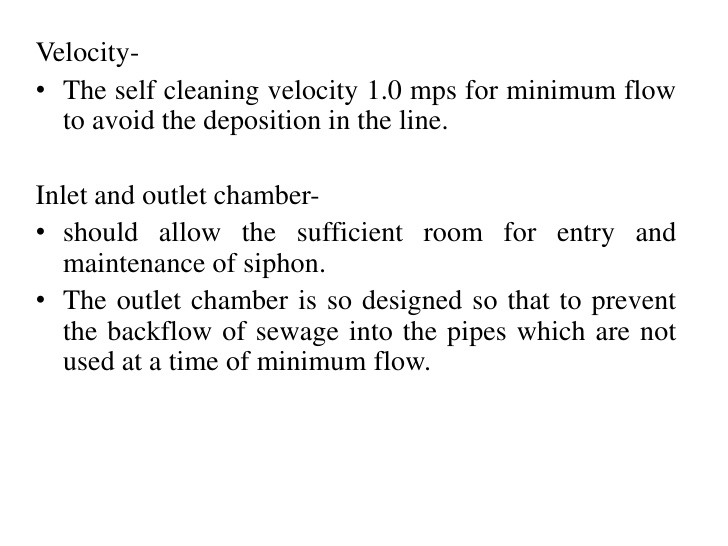 Velocity-
• The self cleaning velocity 1.0 mps for minimum flow
to avoid the deposition in the line.
Inlet and outlet chamber-
• should allow the sufficient room for entry and
maintenance of siphon.
• The outlet chamber is so designed so that to prevent
the backflow of sewage into the pipes which are not
used at a time of minimum flow.